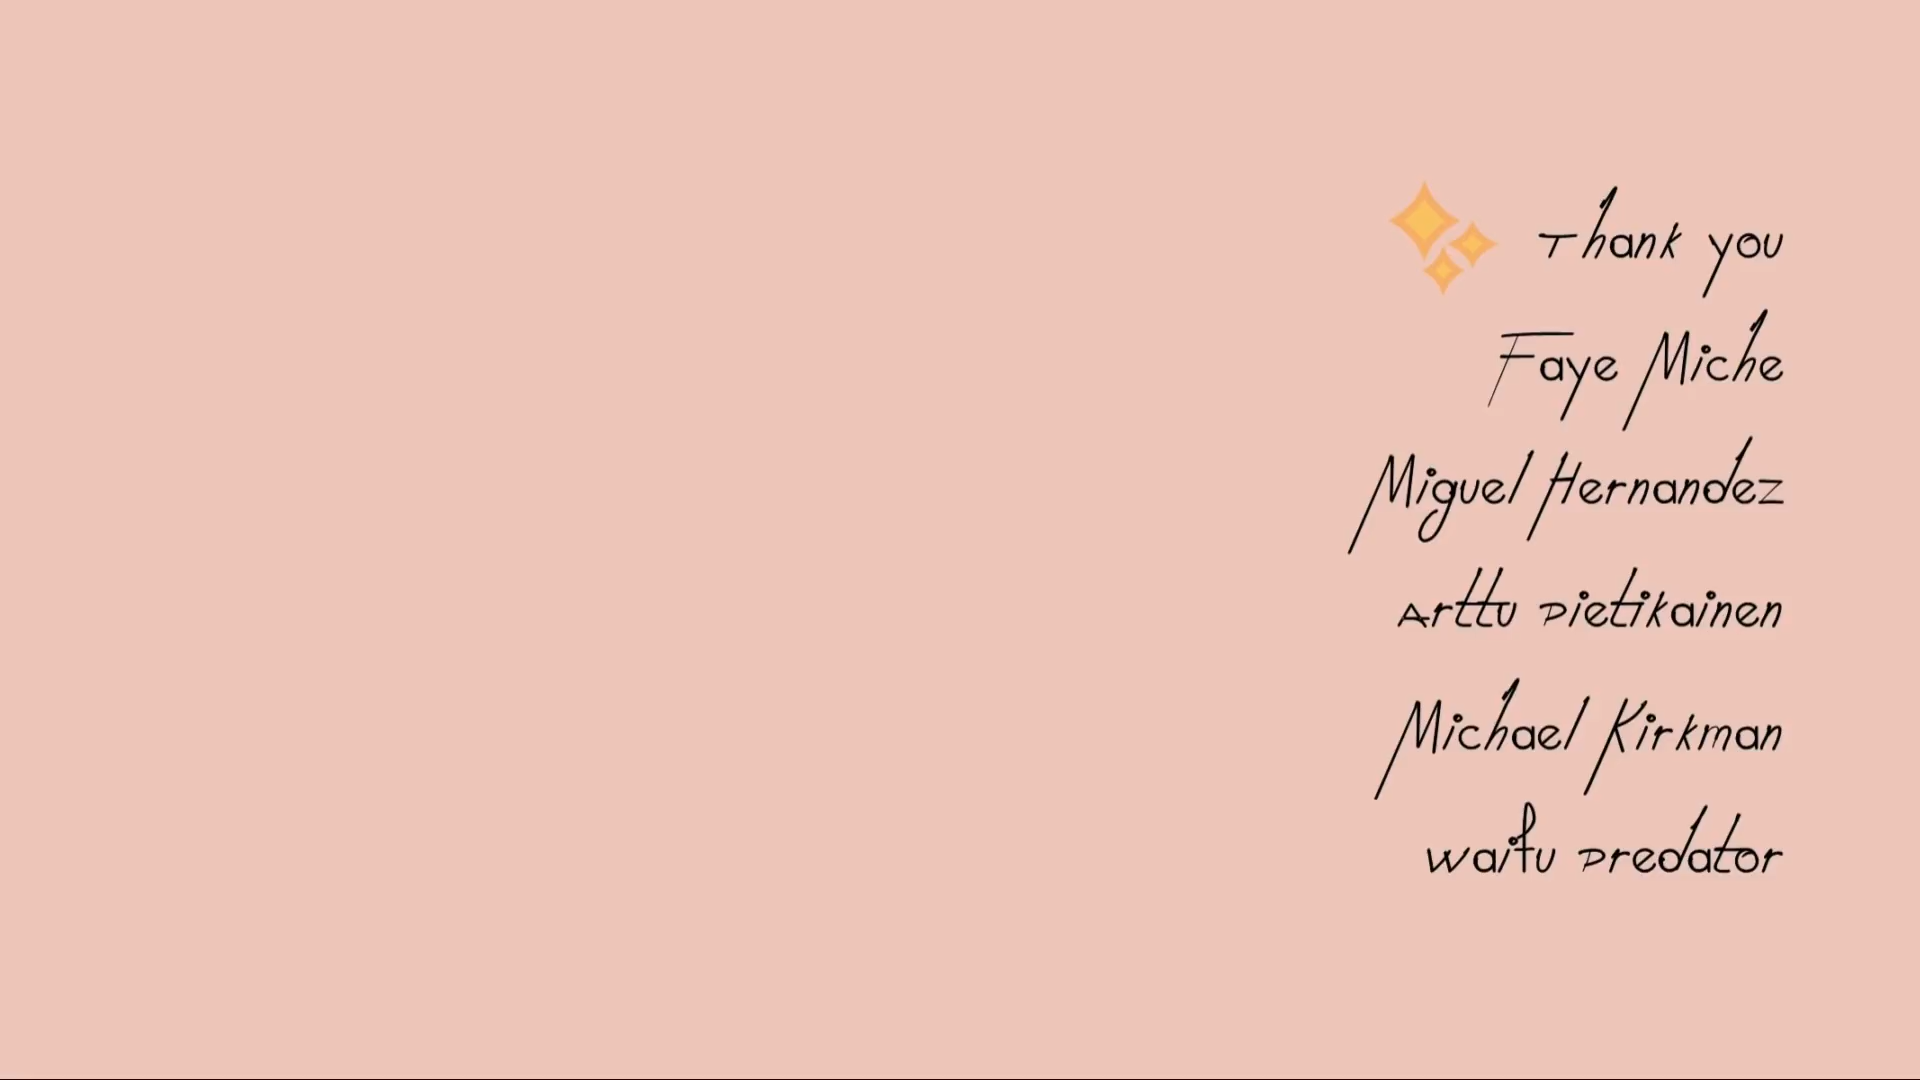 Thank you
Faye Miche
Miguel Hernandez
Arttu Pietikainen
Michael Kirkman
waifu predator